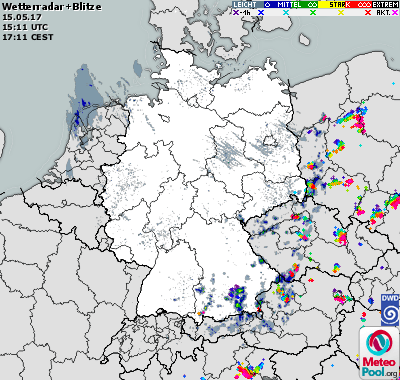 Wetterradar+Blitze
15.05.17
15:11 UTC
17:11 CEST
LEICHT MITTEL STARK EXTREM
-1h AKT.
DWD
Meteo
Pool.org